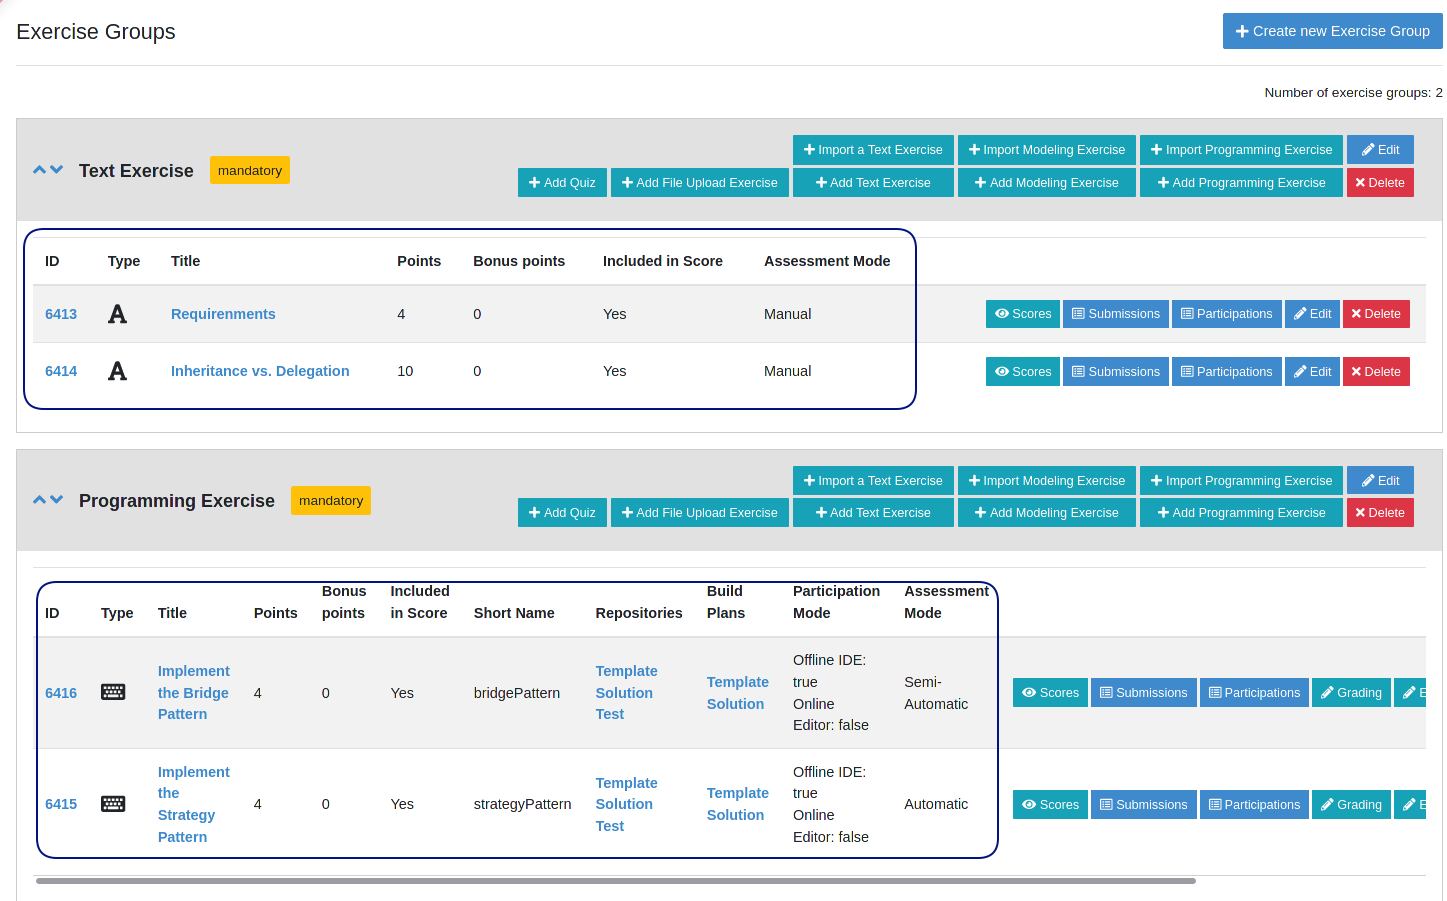 Exercise Groups
Create new Exercise Group
Number of exercise groups: 2
Text Exercise mandatory
Import a Text Exercise Import Modeling Exercise Import Programming Exercise Edit
Add Quiz Add File Upload Exercise Add Text Exercise Add Modeling Exercise Add Programming Exercise Delete
ID Type Title Points Bonus points Included in Score Assessment Mode
6413 Requirenments 4 0 Yes Manual Scores Submissions Participations Edit Delete
6414 Inheritance vs. Delegation 10 0 Yes Manual Scores Submissions Participations Edit Delete
Programming Exercise mandatory
Import a Text Exercise Import Modeling Exercise Import Programming Exercise Edit
Add Quiz Add File Upload Exercise Add Text Exercise Add Modeling Exercise Add Programming Exercise Delete
ID Type Title Points
Bonus
points
Included
in Score
Short Name Repositories
Build
Plans
Participation
Mode
Assessment
Mode
6416
Implement
the Bridge
Pattern
4 0 Yes bridgePattern
Template
Solution
Test
Template
Solution
Offline IDE:
true
Online
Editor: false
Semi-
Automatic
Scores Submissions Participations Grading E
6415
Implement
the
Strategy
Pattern
4 0 Yes strategyPattern
Template
Solution
Test
Template
Solution
Offline IDE:
true
Online
Editor: false
Automatic
Scores Submissions Participations Grading E